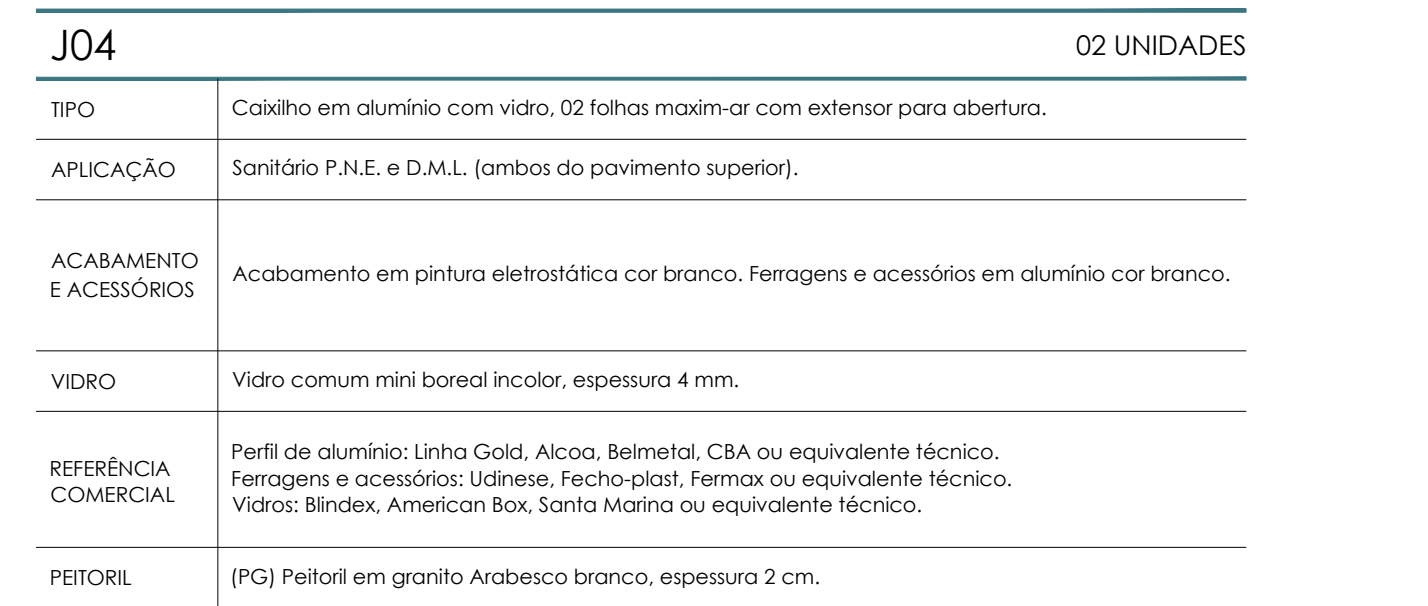 J04
02 UNIDADES
TIPO
Caixilho em alumínio com vidro, 02 folhas maxim-ar com extensor para abertura.
APLICAÇÃO
Sanitário P.N.E. e D.M.L. (ambos do pavimento superior).
ACABAMENTO
E ACESSÓRIOS
Acabamento em pintura eletrostática cor branco. Ferragens e acessórios em alumínio cor branco.
VIDRO
Vidro comum mini boreal incolor, espessura 4 mm.
REFERÊNCIA
COMERCIAL
Perfil de alumínio: Linha Gold, Alcoa, Belmetal, CBA ou equivalente técnico.
Ferragens e acessórios: Udinese, Fecho-plast, Fermax ou equivalente técnico.
Vidros: Blindex, American Box, Santa Marina ou equivalente técnico.
PEITORIL
(PG) Peitoril em granito Arabesco branco, espessura 2 cm.